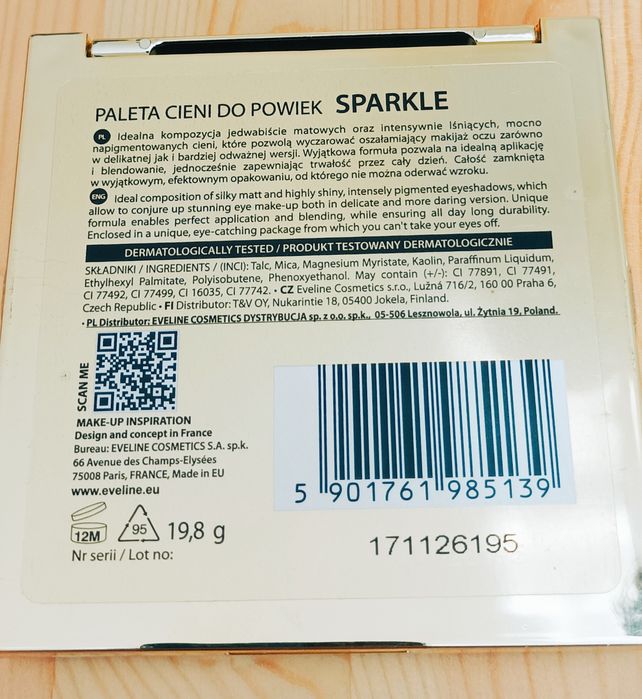 PALETA CIENI DO POWIEK SPARKLE
PL Idealna kompozycja jedwabiście matowych oraz intensywnie lśniących, mocno
napigmentowanych cieni, które pozwolą wyczarować oszałamiający makijaż oczu zarówno
w delikatnej jak i bardziej odważnej wersji. Wyjątkowa formuła pozwala na idealną aplikację
i blendowanie, jednocześnie zapewniając trwałość przez cały dzień. Całość zamknięta
w wyjątkowym, efektownym opakowaniu, od którego nie można oderwać wzroku.
ENG Ideal composition of silky matt and highly shiny, intensely pigmented eyeshadows, which
allow to conjure up stunning eye make-up both in delicate and more daring version. Unique
formula enables perfect application and blending, while ensuring all day long durability.
Enclosed in a unique, eye-catching package from which you can't take your eyes off.
DERMATOLOGICALLY TESTED / PRODUKT TESTOWANY DERMATOLOGICZNIE
SKŁADNIKI / INGREDIENTS / (INCI): Talc, Mica, Magnesium Myristate, Kaolin, Paraffinum Liquidum,
Ethylhexyl Palmitate, Polyisobutene, Phenoxyethanol. May contain (+/-): CI 77891, CI 77491,
CI 77492, CI 77499, CI 16035, CI 77742. • CZ Eveline Cosmetics s.r.o., Lužná 716/2, 160 00 Praha 6,
Czech Republic • FI Distributor: T&V OY, Nukarintie 18, 05400 Jokela, Finland.
• PL Distributor: EVELINE COSMETICS DYSTRYBUCJA sp. z o.o. sp.k., 05-506 Lesznowola, ul. Żytnia 19, Poland.
SCAN ME
MAKE-UP INSPIRATION
Design and concept in France
Bureau: EVELINE COSMETICS S.A. sp.k.
66 Avenue des Champs-Elysées
75008 Paris, FRANCE, Made in EU
www.eveline.eu
12M 95 19,8 g
Nr serii / Lot no:
5 901761 985139
171126195